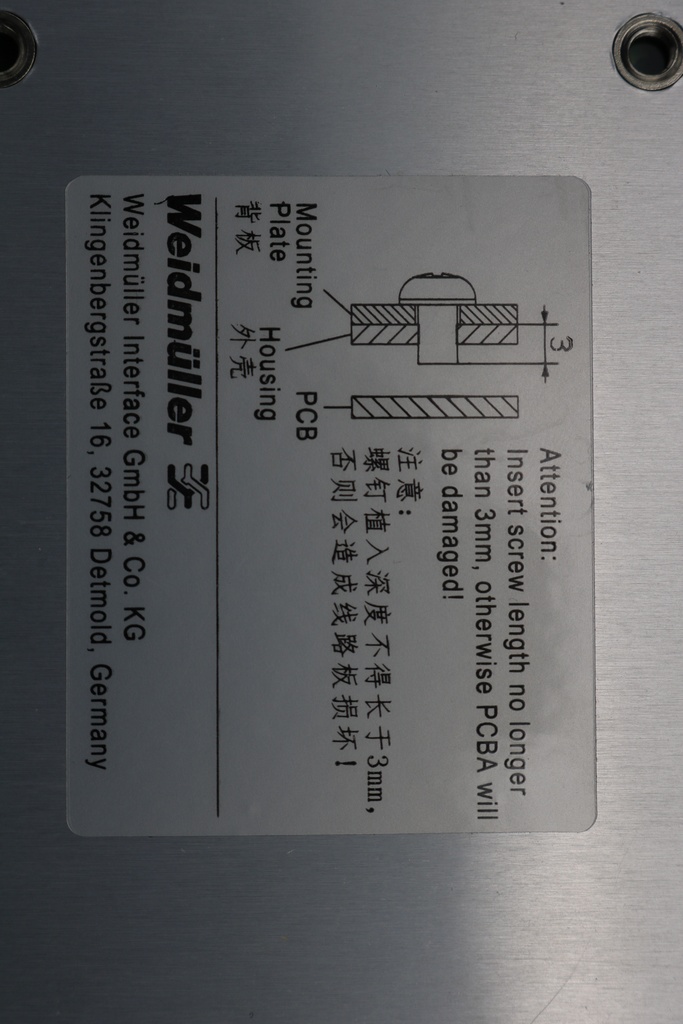 Attention:
Insert screw length no longer
than 3mm, otherwise PCBA will
be damaged!
注意:
螺钉植入深度不得长于3mm,
否则会造成线路板损坏!
3
Mounting
Plate
背板
Housing
外壳
PCB
Weidmüller
Weidmüller Interface GmbH & Co. KG
Klingenbergstraße 16, 32758 Detmold, Germany